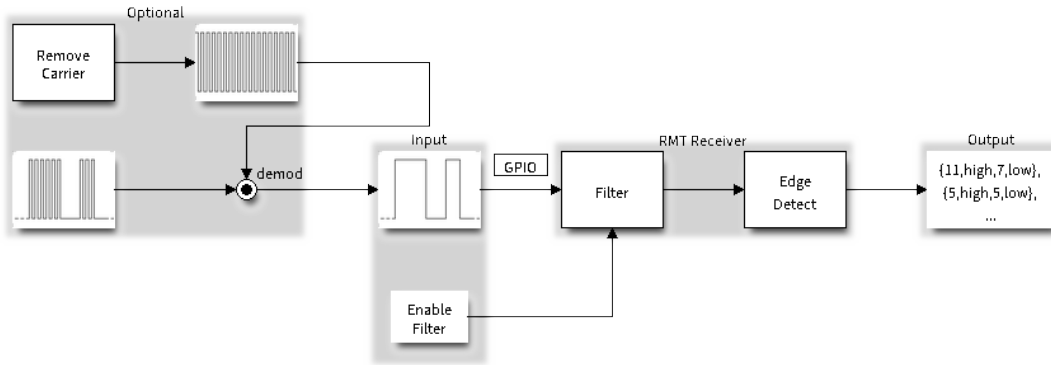 Optional
Remove
Carrier
demod
Input
GPIO
Enable
Filter
RMT Receiver
Filter
Edge
Detect
Output
{11,high,7,low},
{5,high,5,low},
...